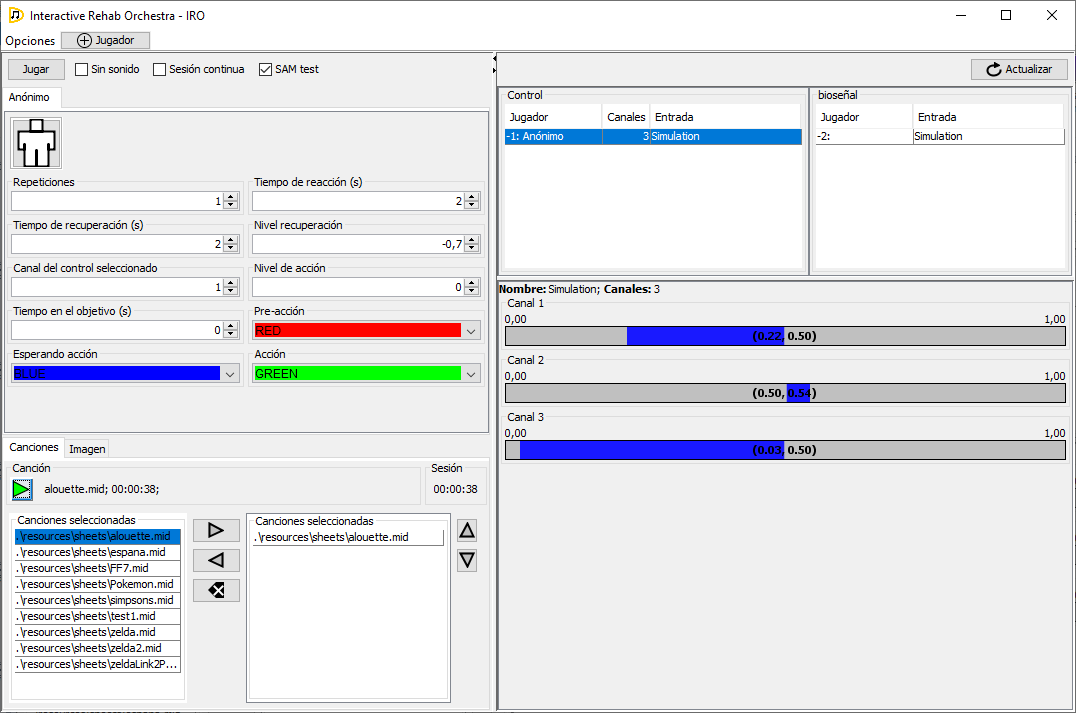 Interactive Rehab Orchestra - IRO
Opciones
Jugador
Jugar
Sin sonido
Sesión continua
SAM test
Anónimo
Repeticiones
1
Tiempo de reacción (s)
2
Tiempo de recuperación (s)
2
Nivel recuperación
-0,7
Canal del control seleccionado
1
Nivel de acción
0
Tiempo en el objetivo (s)
0
Pre-acción
RED
Esperando acción
BLUE
Acción
GREEN
Canciones
Imagen
Canción
alouette.mid; 00:00:38;
Sesión
00:00:38
Canciones seleccionadas
.\resources\sheets\alouette.mid
.\resources\sheets\espana.mid
.\resources\sheets\FF7.mid
.\resources\sheets\Pokemon.mid
.\resources\sheets\simpsons.mid
.\resources\sheets\test1.mid
.\resources\sheets\zelda.mid
.\resources\sheets\zelda2.mid
.\resources\sheets\zeldaLink2P...
Canciones seleccionadas
.\resources\sheets\alouette.mid
Actualizar
Control
Jugador Canales Entrada
-1: Anónimo 3 Simulation
bioseñal
Jugador Entrada
-2: Simulation
Nombre: Simulation; Canales: 3
Canal 1
0,00 1,00
(0.22, 0.50)
Canal 2
0,00 1,00
(0.50, 0.54)
Canal 3
0,00 1,00
(0.03, 0.50)